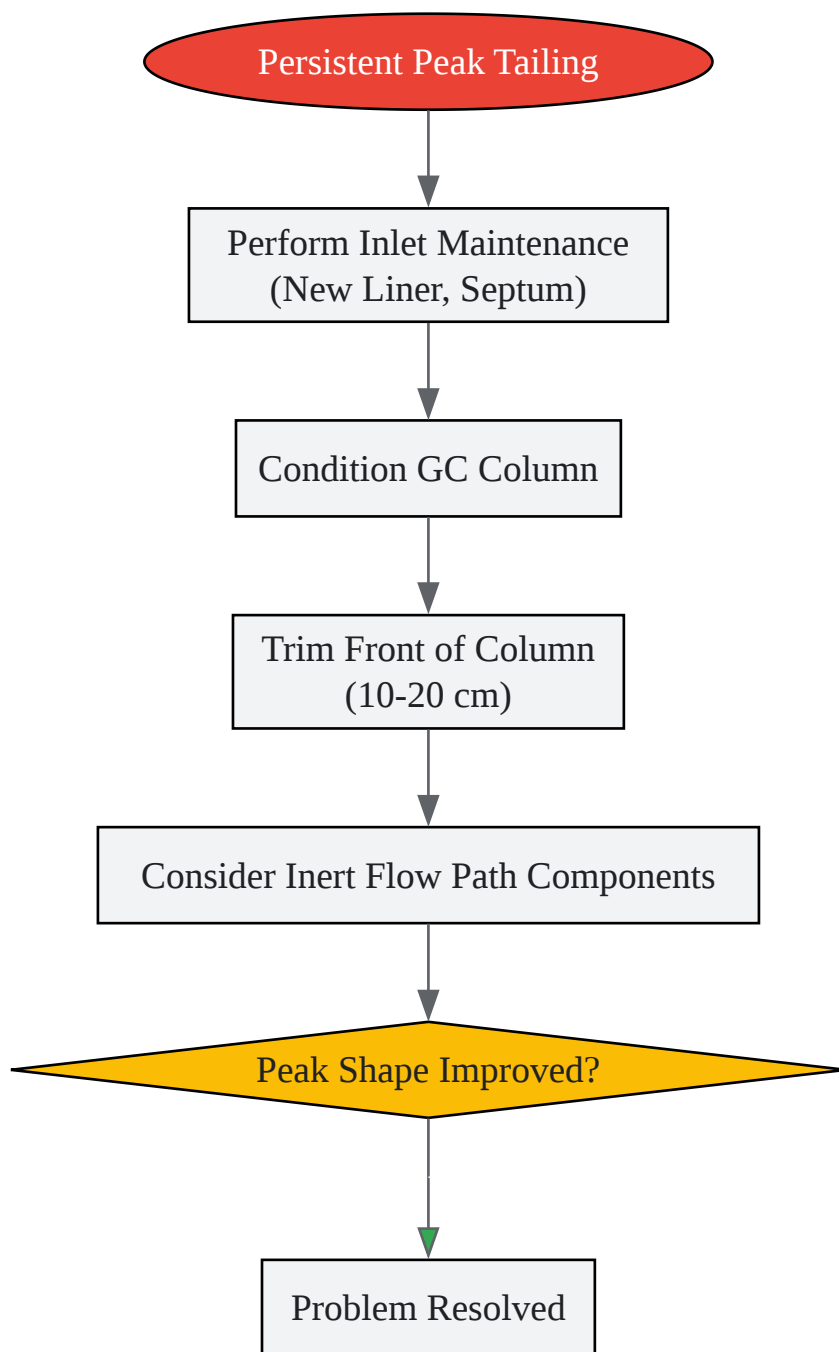 Persistent Peak Tailing
Perform Inlet Maintenance
(New Liner, Septum)
Condition GC Column
Trim Front of Column
(10-20 cm)
Consider Inert Flow Path Components
Peak Shape Improved?
Problem Resolved